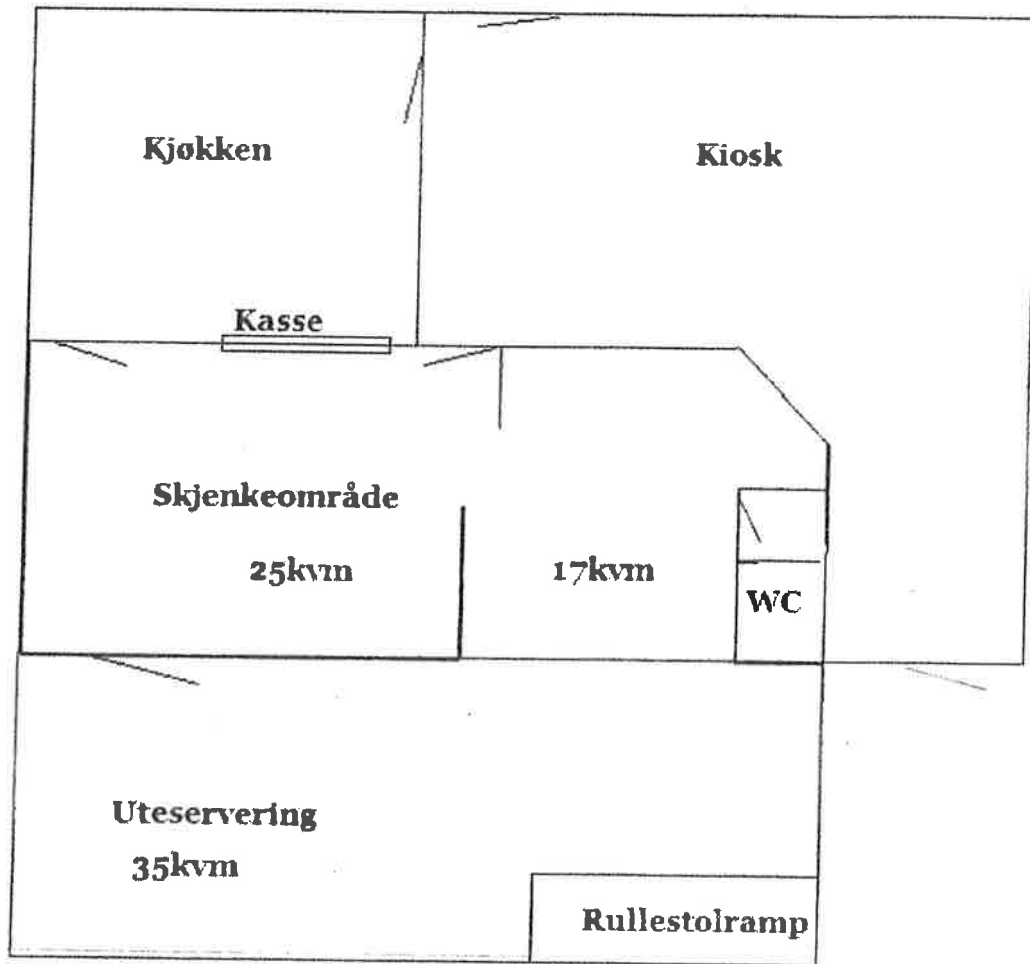 Kjøkken
Kiosk
Kasse
Skjenkeområde
25kvm
17kvm
WC
Uteservering
35kvm
Rullestolramp